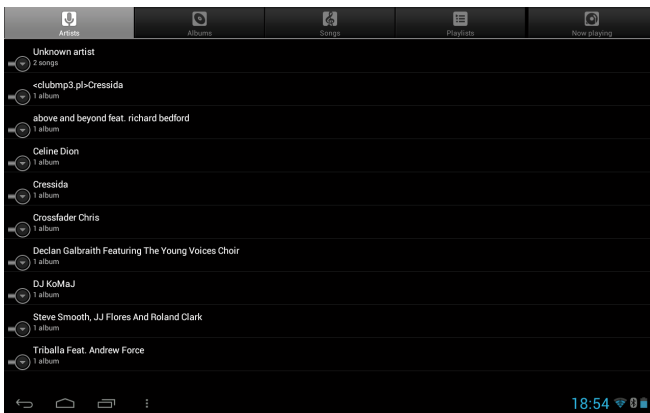 Artists
Albums
Songs
Playlists
Now playing
Unknown artist
2 songs
<clubmp3.pl>Cressida
1 album
above and beyond feat. richard bedford
1 album
Celine Dion
1 album
Cressida
1 album
Crossfader Chris
1 album
Declan Galbraith Featuring The Young Voices Choir
1 album
DJ KoMaJ
1 album
Steve Smooth, JJ Flores And Roland Clark
1 album
Triballa Feat. Andrew Force
1 album
18:54